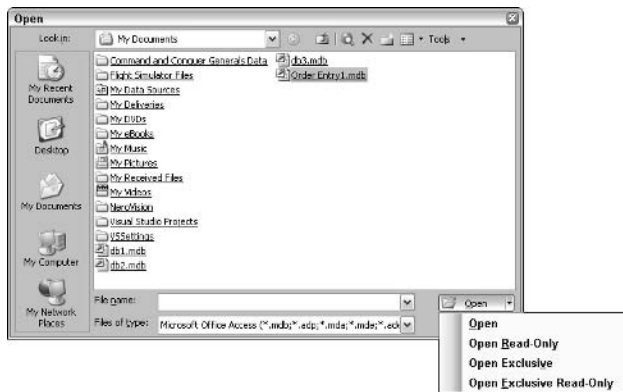 Open
Look in:
My Documents
Tools
My Recent
Documents
Desktop
My Documents
My Computer
My Network
Places
Command and Conquer Generals Data
Flight Simulator Files
My Data Sources
My Deliveries
My DVDs
My eBooks
My Music
My Pictures
My Received Files
My Videos
NeroVision
Visual Studio Projects
VSSettings
db1.mdb
db2.mdb
db3.mdb
Order Entry1.mdb
File name:
Open
Files of type:
Microsoft Office Access (*.mdb;*.adp;*.mda;*.mde;*.ade
Open
Open Read-Only
Open Exclusive
Open Exclusive Read-Only